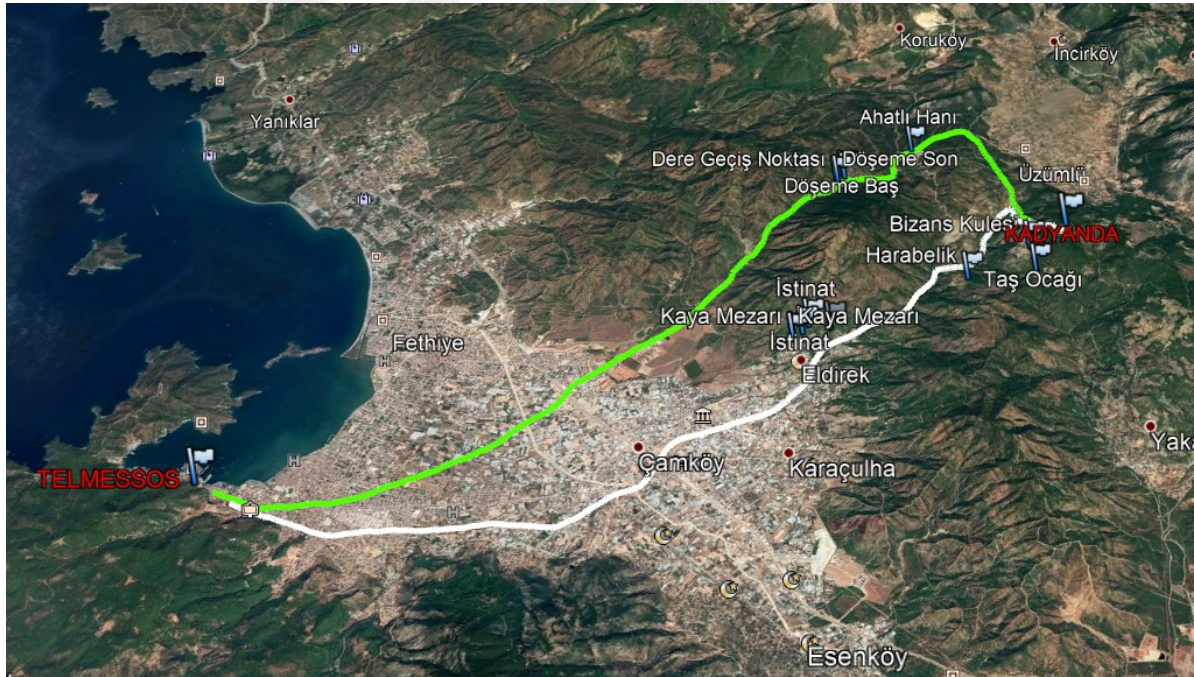 Koruköy
İncirköy
Yanıklar
Ahatlı Hanı
Dere Geçiş Noktası
Döşeme Son
Döşeme Baş
Üzümlü
Bizans Kulesi
KADYANDA
Harabelik
Taş Ocağı
İstinat
Kaya Mezarı
Kaya Mezarı
İstinat
Fethiye
Eldirek
Yak
Çamköy
Karaçulha
TELMESSOS
Esenköy
H
H
H